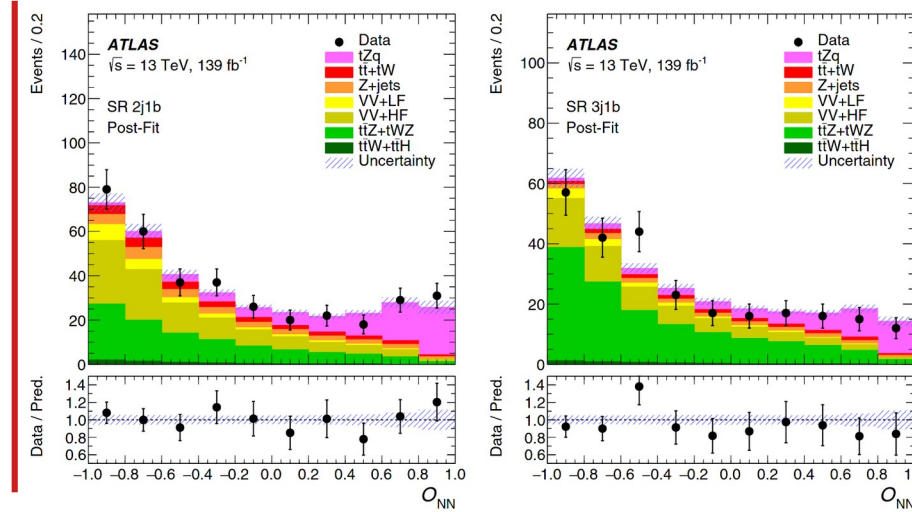 Events / 0.2
ATLAS
√s = 13 TeV, 139 fb⁻¹
SR 2j1b
Post-Fit
Data
tZq
tt̄+tW
Z+jets
VV+LF
VV+HF
tt̄Z+tWZ
tt̄W+tt̄H
Uncertainty
140
120
100
80
60
40
20
0
Data / Pred.
1.4
1.2
1.0
0.8
0.6
−1.0 −0.8 −0.6 −0.4 −0.2 0.0 0.2 0.4 0.6 0.8 1.0
O_NN
Events / 0.2
ATLAS
√s = 13 TeV, 139 fb⁻¹
SR 3j1b
Post-Fit
Data
tZq
tt̄+tW
Z+jets
VV+LF
VV+HF
tt̄Z+tWZ
tt̄W+tt̄H
Uncertainty
100
80
60
40
20
0
Data / Pred.
1.4
1.2
1.0
0.8
0.6
−1.0 −0.8 −0.6 −0.4 −0.2 0.0 0.2 0.4 0.6 0.8
O_NN